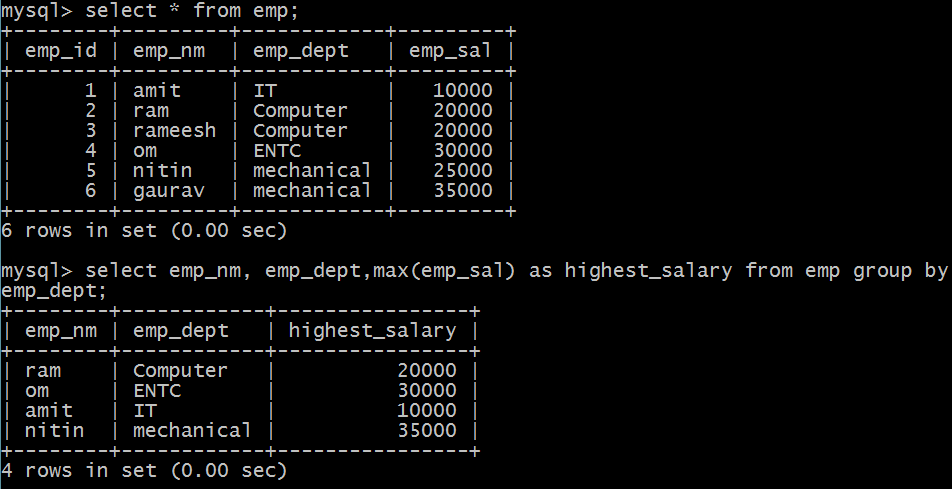 mysql> select * from emp;
+--------+---------+------------+---------+
| emp_id | emp_nm  | emp_dept   | emp_sal |
+--------+---------+------------+---------+
|      1 | amit    | IT         |   10000 |
|      2 | ram     | Computer   |   20000 |
|      3 | rameesh | Computer   |   20000 |
|      4 | om      | ENTC       |   30000 |
|      5 | nitin   | mechanical |   25000 |
|      6 | gaurav  | mechanical |   35000 |
+--------+---------+------------+---------+
6 rows in set (0.00 sec)

mysql> select emp_nm, emp_dept,max(emp_sal) as highest_salary from emp group by
emp_dept;
+--------+------------+----------------+
| emp_nm | emp_dept   | highest_salary |
+--------+------------+----------------+
| ram    | Computer   |          20000 |
| om     | ENTC       |          30000 |
| amit   | IT         |          10000 |
| nitin  | mechanical |          35000 |
+--------+------------+----------------+
4 rows in set (0.00 sec)